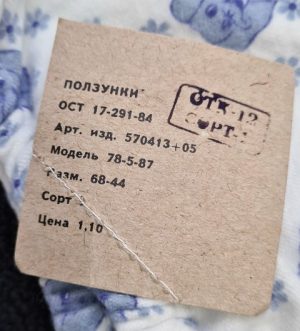 ПОЛЗУНКИ
ОСТ 17-291-84
Арт. изд. 570413+05
Модель 78-5-87
Разм. 68-44
Сорт
Цена 1,10
ОТК-12
СОРТ